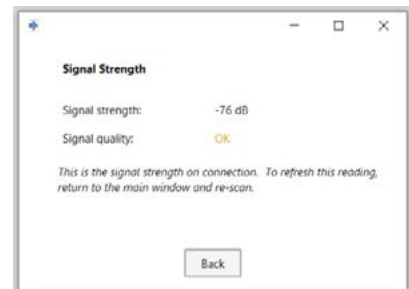 Signal Strength
Signal strength: -76 dB
Signal quality: OK
This is the signal strength on connection. To refresh this reading,
return to the main window and re-scan.
Back